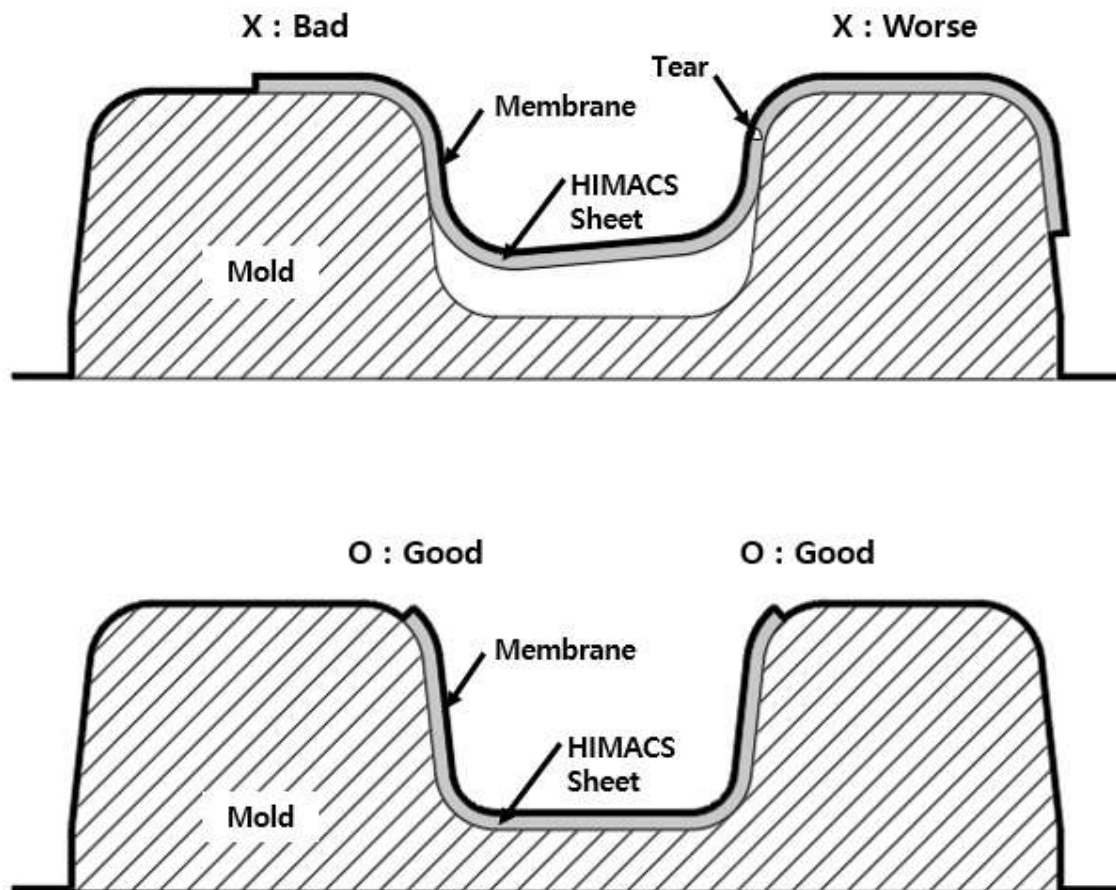 X : Bad
X : Worse
Tear
Membrane
HIMACS
Sheet
Mold
O : Good
O : Good
Membrane
HIMACS
Sheet
Mold